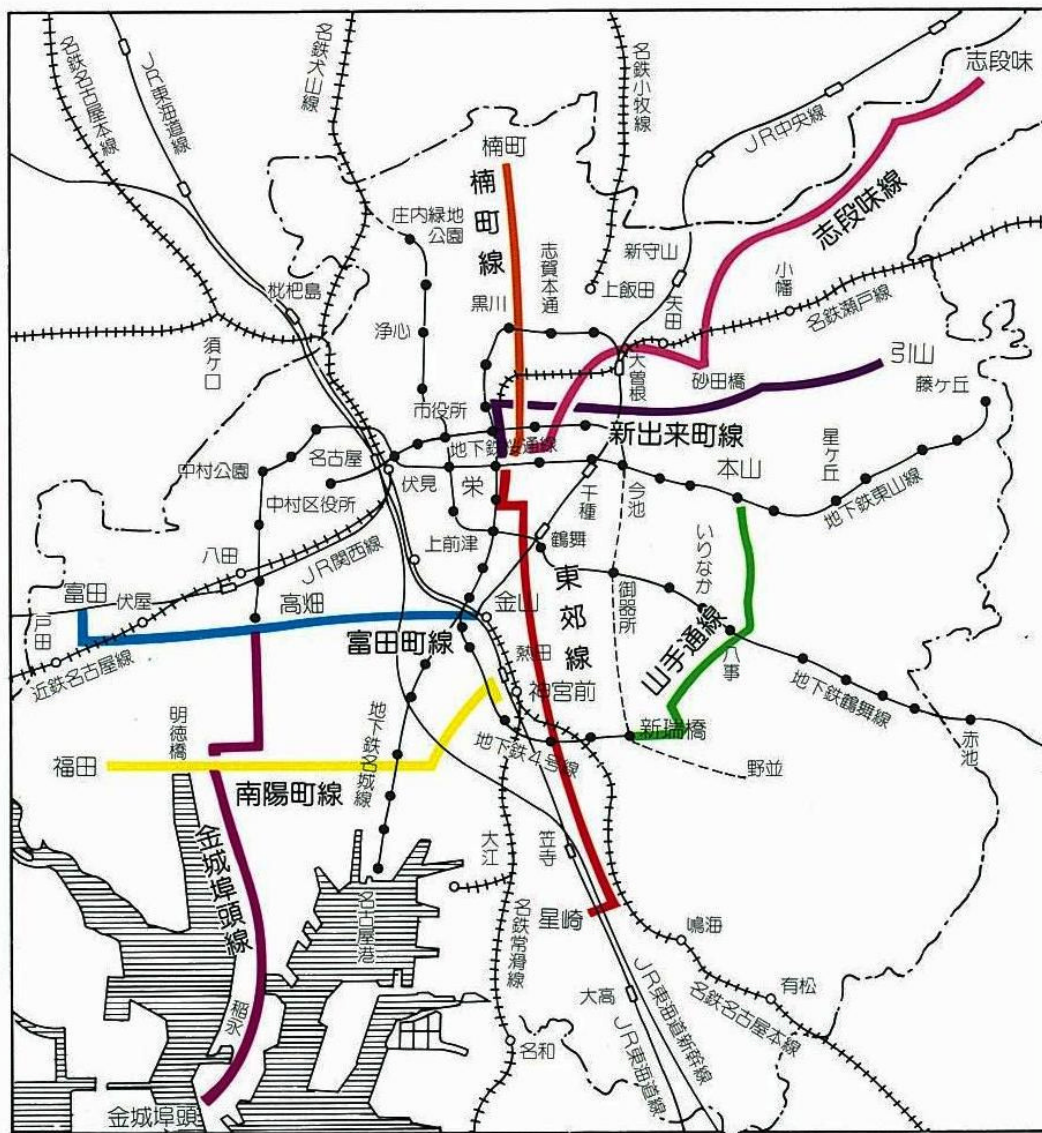 志段味
名鉄名古屋本線
JR東海道線
名鉄犬山線
名鉄小牧線
JR中央線
楠町
楠町線
志段味線
庄内緑地
公園
志賀本通
新守山
小幡
枇杷島
黒川
上飯田
矢田
名鉄瀬戸線
浄心
須ケ口
大曽根
砂田橋
引山
藤ヶ丘
市役所
新出来町線
地下鉄桜通線
中村公園
名古屋
伏見
栄
千種
今池
本山
星ヶ丘
地下鉄東山線
中村区役所
八田
JR関西線
上前津
鶴舞
いりなか
富田
伏屋
戸田
高畑
金山
東郊線
御器所
山手通線
八事
富田町線
熱田
近鉄名古屋線
神宮前
地下鉄鶴舞線
明徳橋
地下鉄名城線
地下鉄4号線
新瑞橋
赤池
福田
野並
南陽町線
金城埠頭線
大江
笠寺
名古屋港
星崎
名鉄常滑線
鳴海
稲永
大高
JR東海道新幹線
有松
名鉄名古屋本線
JR東海道線
名和
金城埠頭